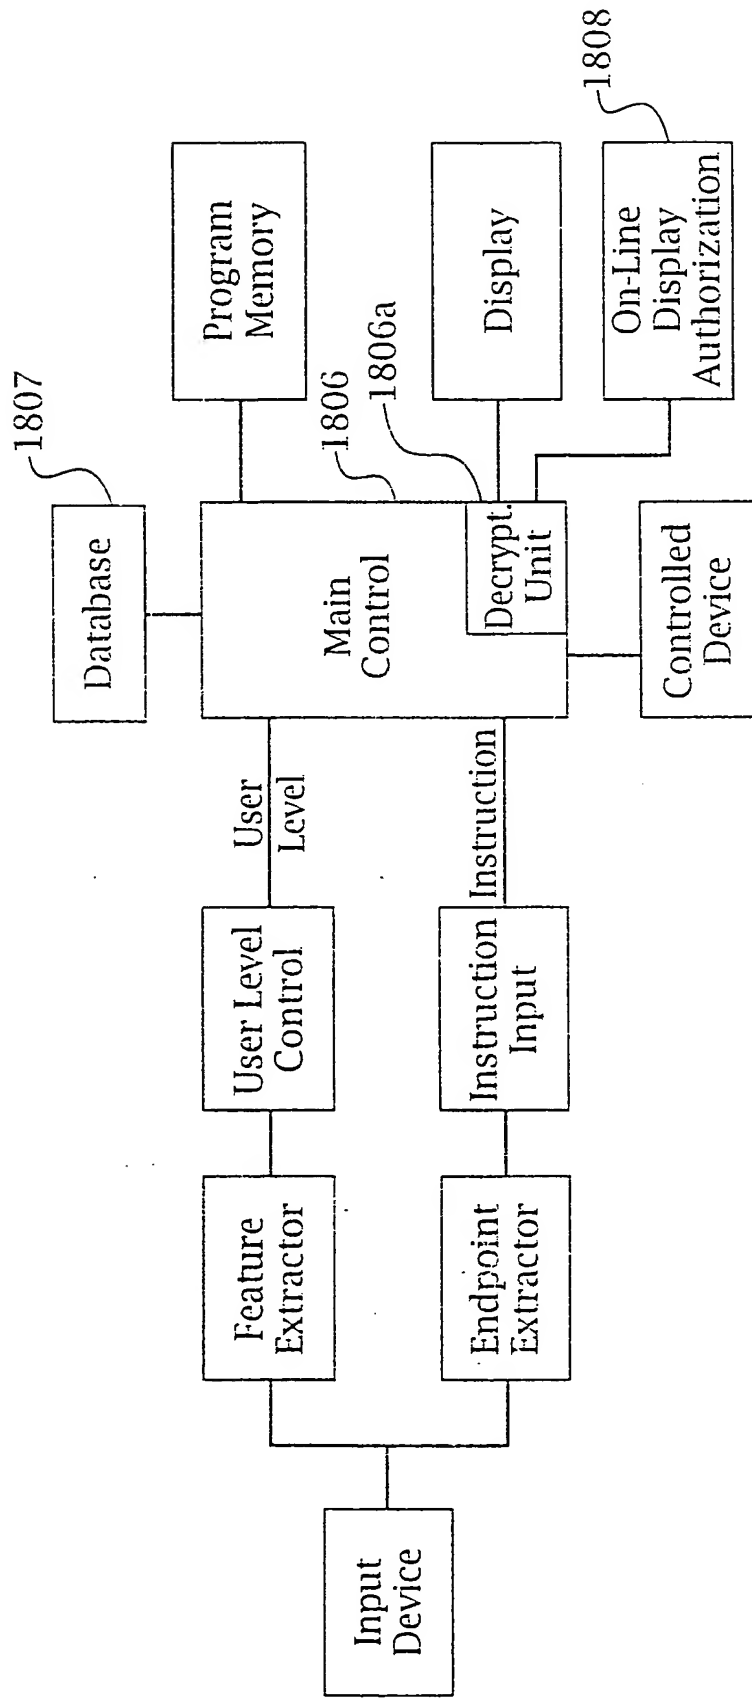 Input
Device
Feature
Extractor
Endpoint
Extractor
User Level
Control
Instruction
Input
User
Level
Instruction
Database
1807
Main
Control
1806
Decrypt.
Unit
1806a
Controlled
Device
Program
Memory
Display
On-Line
Display
Authorization
1808